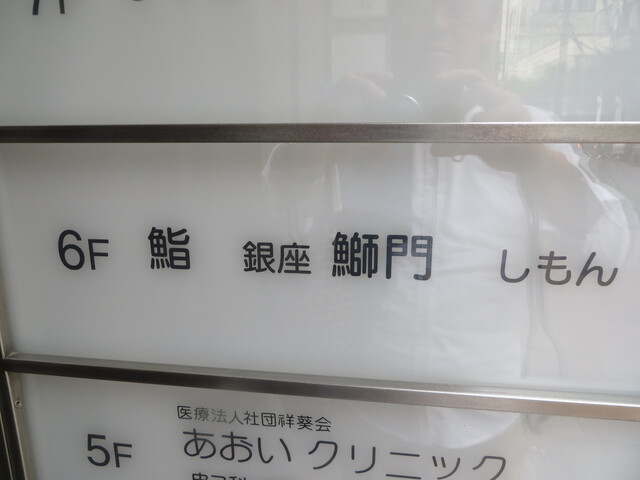 6F 鮨 銀座 鰤門 しもん
医療法人社団祥葵会
5F あおいクリニック